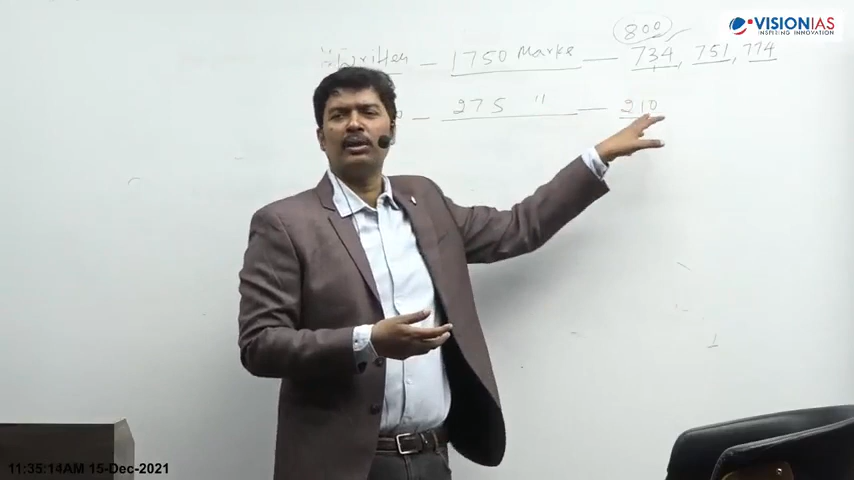 VISIONIAS
INSPIRING INNOVATION
800
Written — 1750 Marks — 734, 751, 774
— 275 " — 210
11:35:14AM 15-Dec-2021